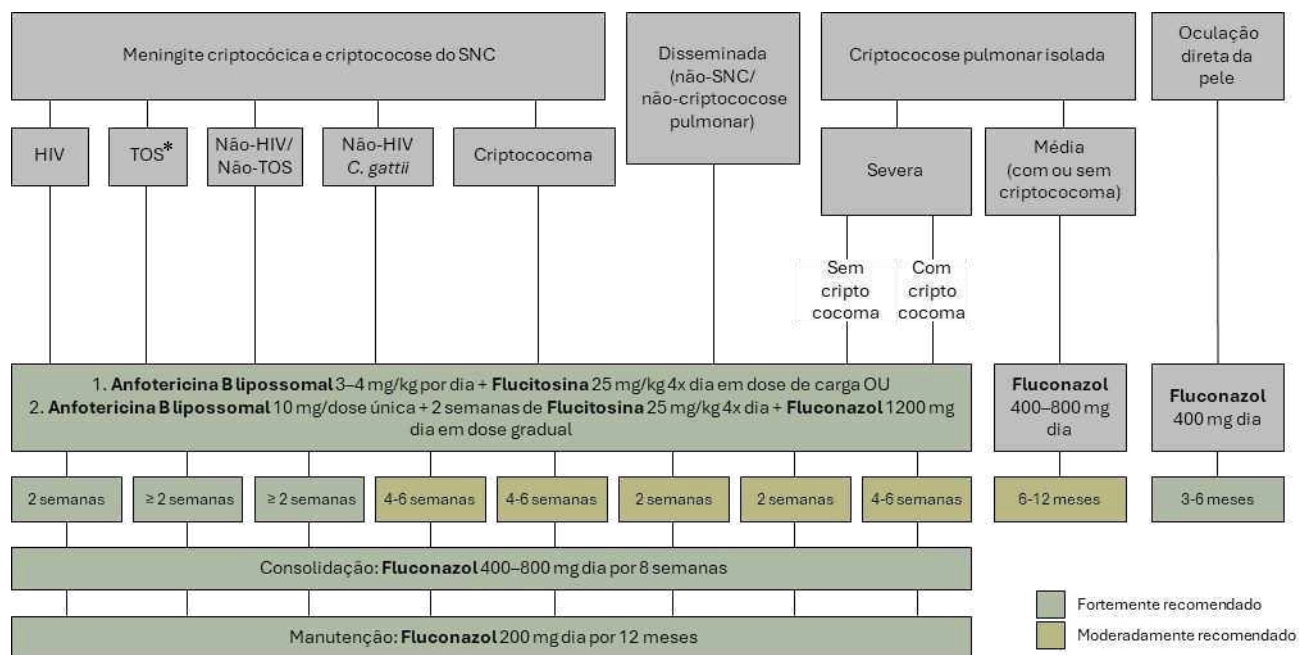 Meningite criptocócica e criptococose do SNC
Disseminada
(não-SNC/
não-criptococose
pulmonar)
Criptococose pulmonar isolada
Oculação
direta da
pele
HIV
TOS*
Não-HIV/
Não-TOS
Não-HIV
C. gattii
Criptococoma
Severa
Média
(com ou sem
criptococoma)
Sem
cripto
cocoma
Com
cripto
cocoma
1. Anfotericina B lipossomal 3–4 mg/kg por dia + Flucitosina 25 mg/kg 4x dia em dose de carga OU
2. Anfotericina B lipossomal 10 mg/dose única + 2 semanas de Flucitosina 25 mg/kg 4x dia + Fluconazol 1200 mg
dia em dose gradual
Fluconazol
400–800 mg
dia
Fluconazol
400 mg dia
2 semanas
≥ 2 semanas
≥ 2 semanas
4-6 semanas
4-6 semanas
2 semanas
2 semanas
4-6 semanas
6-12 meses
3-6 meses
Consolidação: Fluconazol 400–800 mg dia por 8 semanas
Manutenção: Fluconazol 200 mg dia por 12 meses
Fortemente recomendado
Moderadamente recomendado